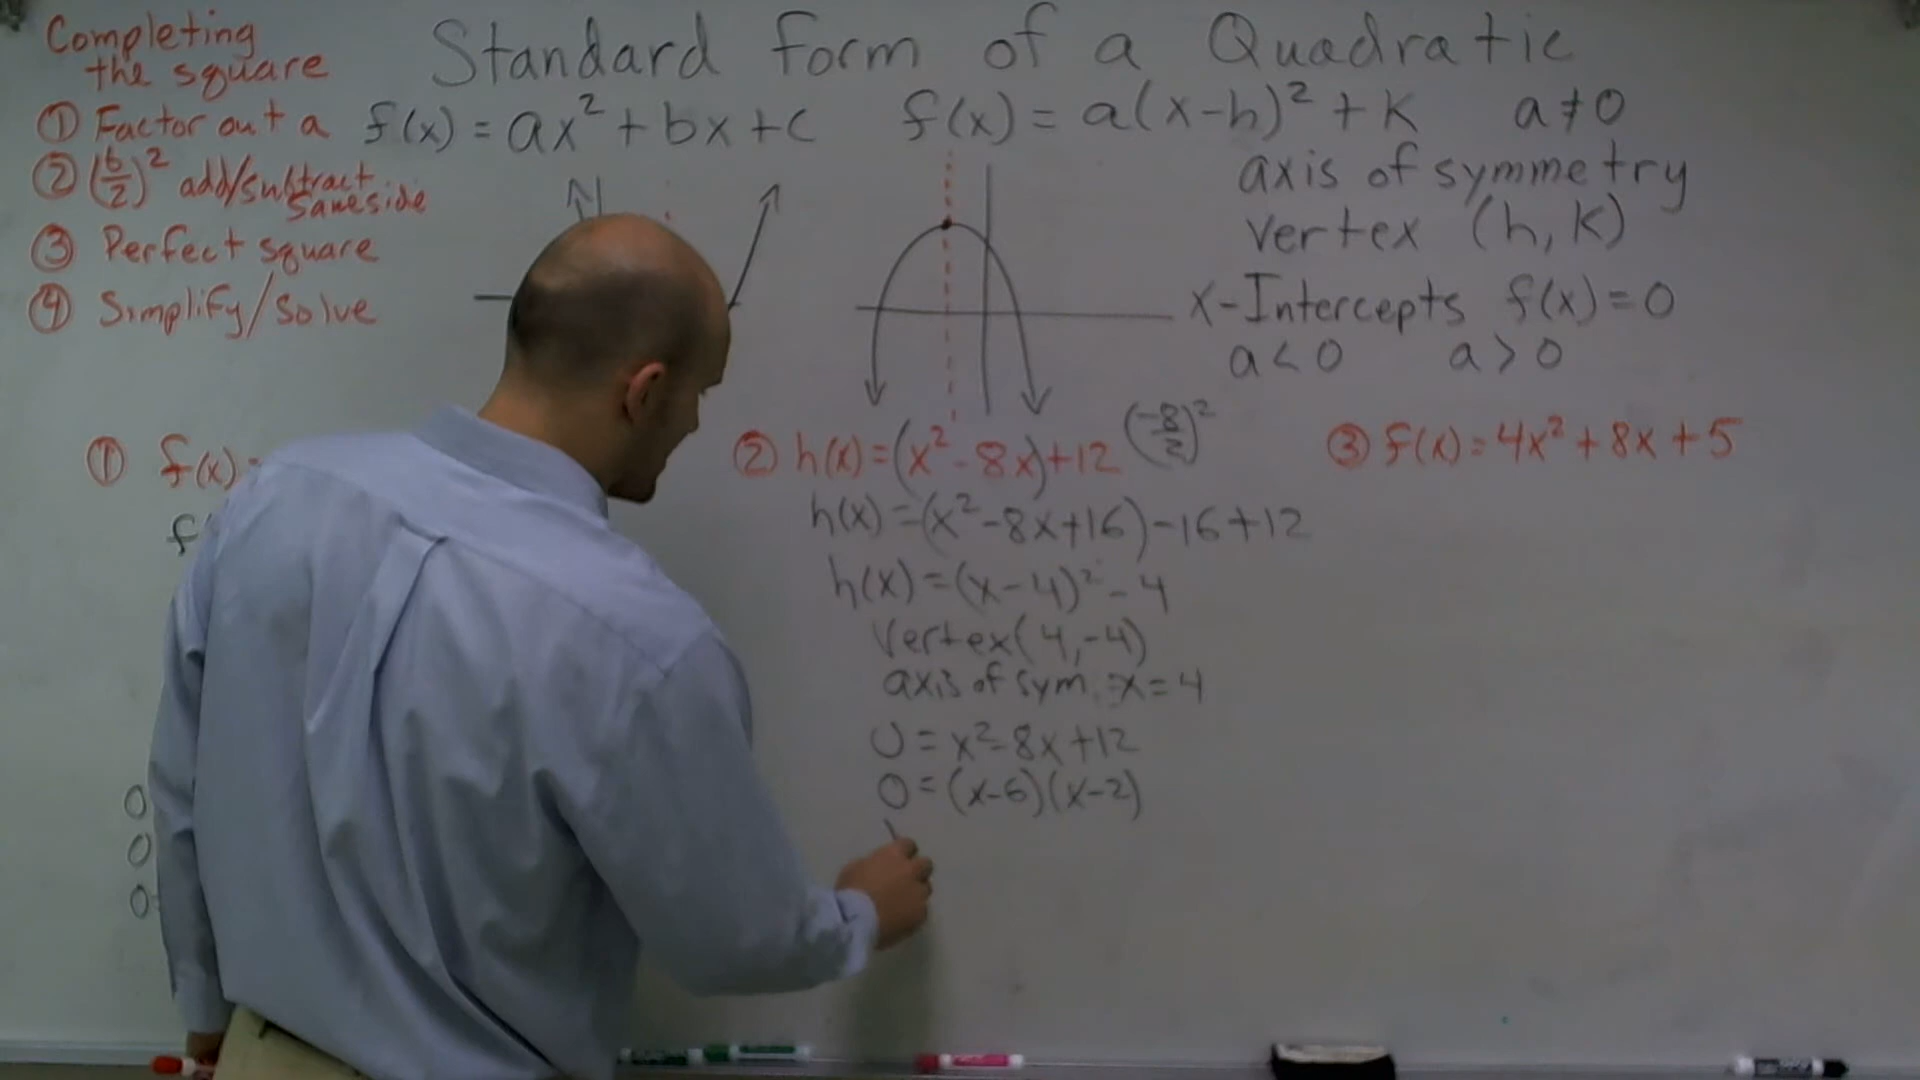 Completing
the square
① Factor out a
② (b/2)² add/subtract
same side
③ Perfect square
④ Simplify/Solve
Standard form of a Quadratic
f(x) = ax² + bx + c
f(x) = a(x-h)² + k
a ≠ 0
axis of symmetry
vertex (h, k)
x-Intercepts f(x) = 0
a < 0
a > 0
① f(x) =
f
0
0
0=
② h(x) = (x² - 8x) + 12 (-8/2)²
h(x) = (x² - 8x + 16) - 16 + 12
h(x) = (x - 4)² - 4
Vertex (4, -4)
axis of sym. x = 4
0 = x² - 8x + 12
0 = (x-6)(x-2)
③ f(x) = 4x² + 8x + 5